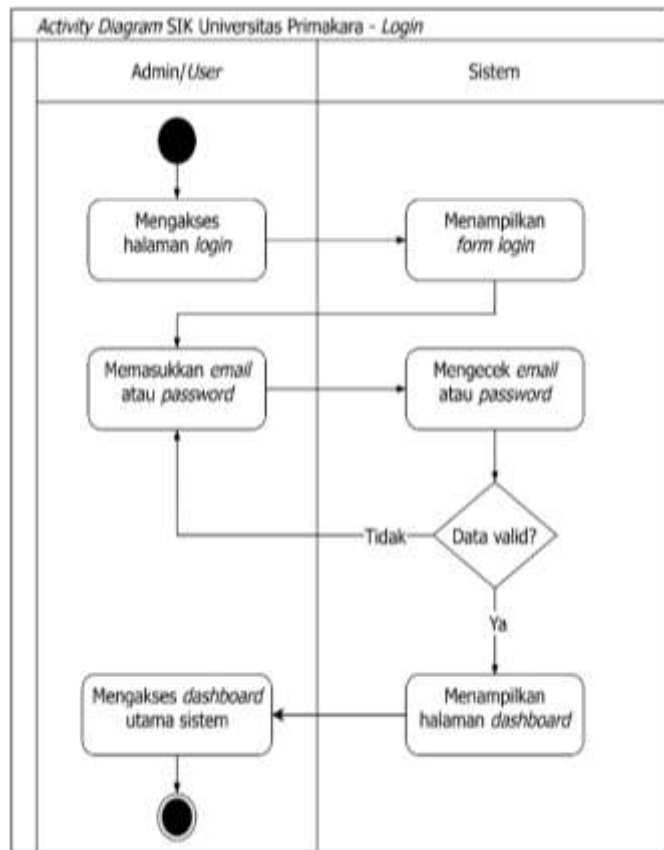 Activity Diagram SIK Universitas Primakara - Login
Admin/User
Sistem
Mengakses
halaman login
Menampilkan
form login
Memasukkan email
atau password
Mengecek email
atau password
Data valid?
Tidak
Ya
Menampilkan
halaman dashboard
Mengakses dashboard
utama sistem